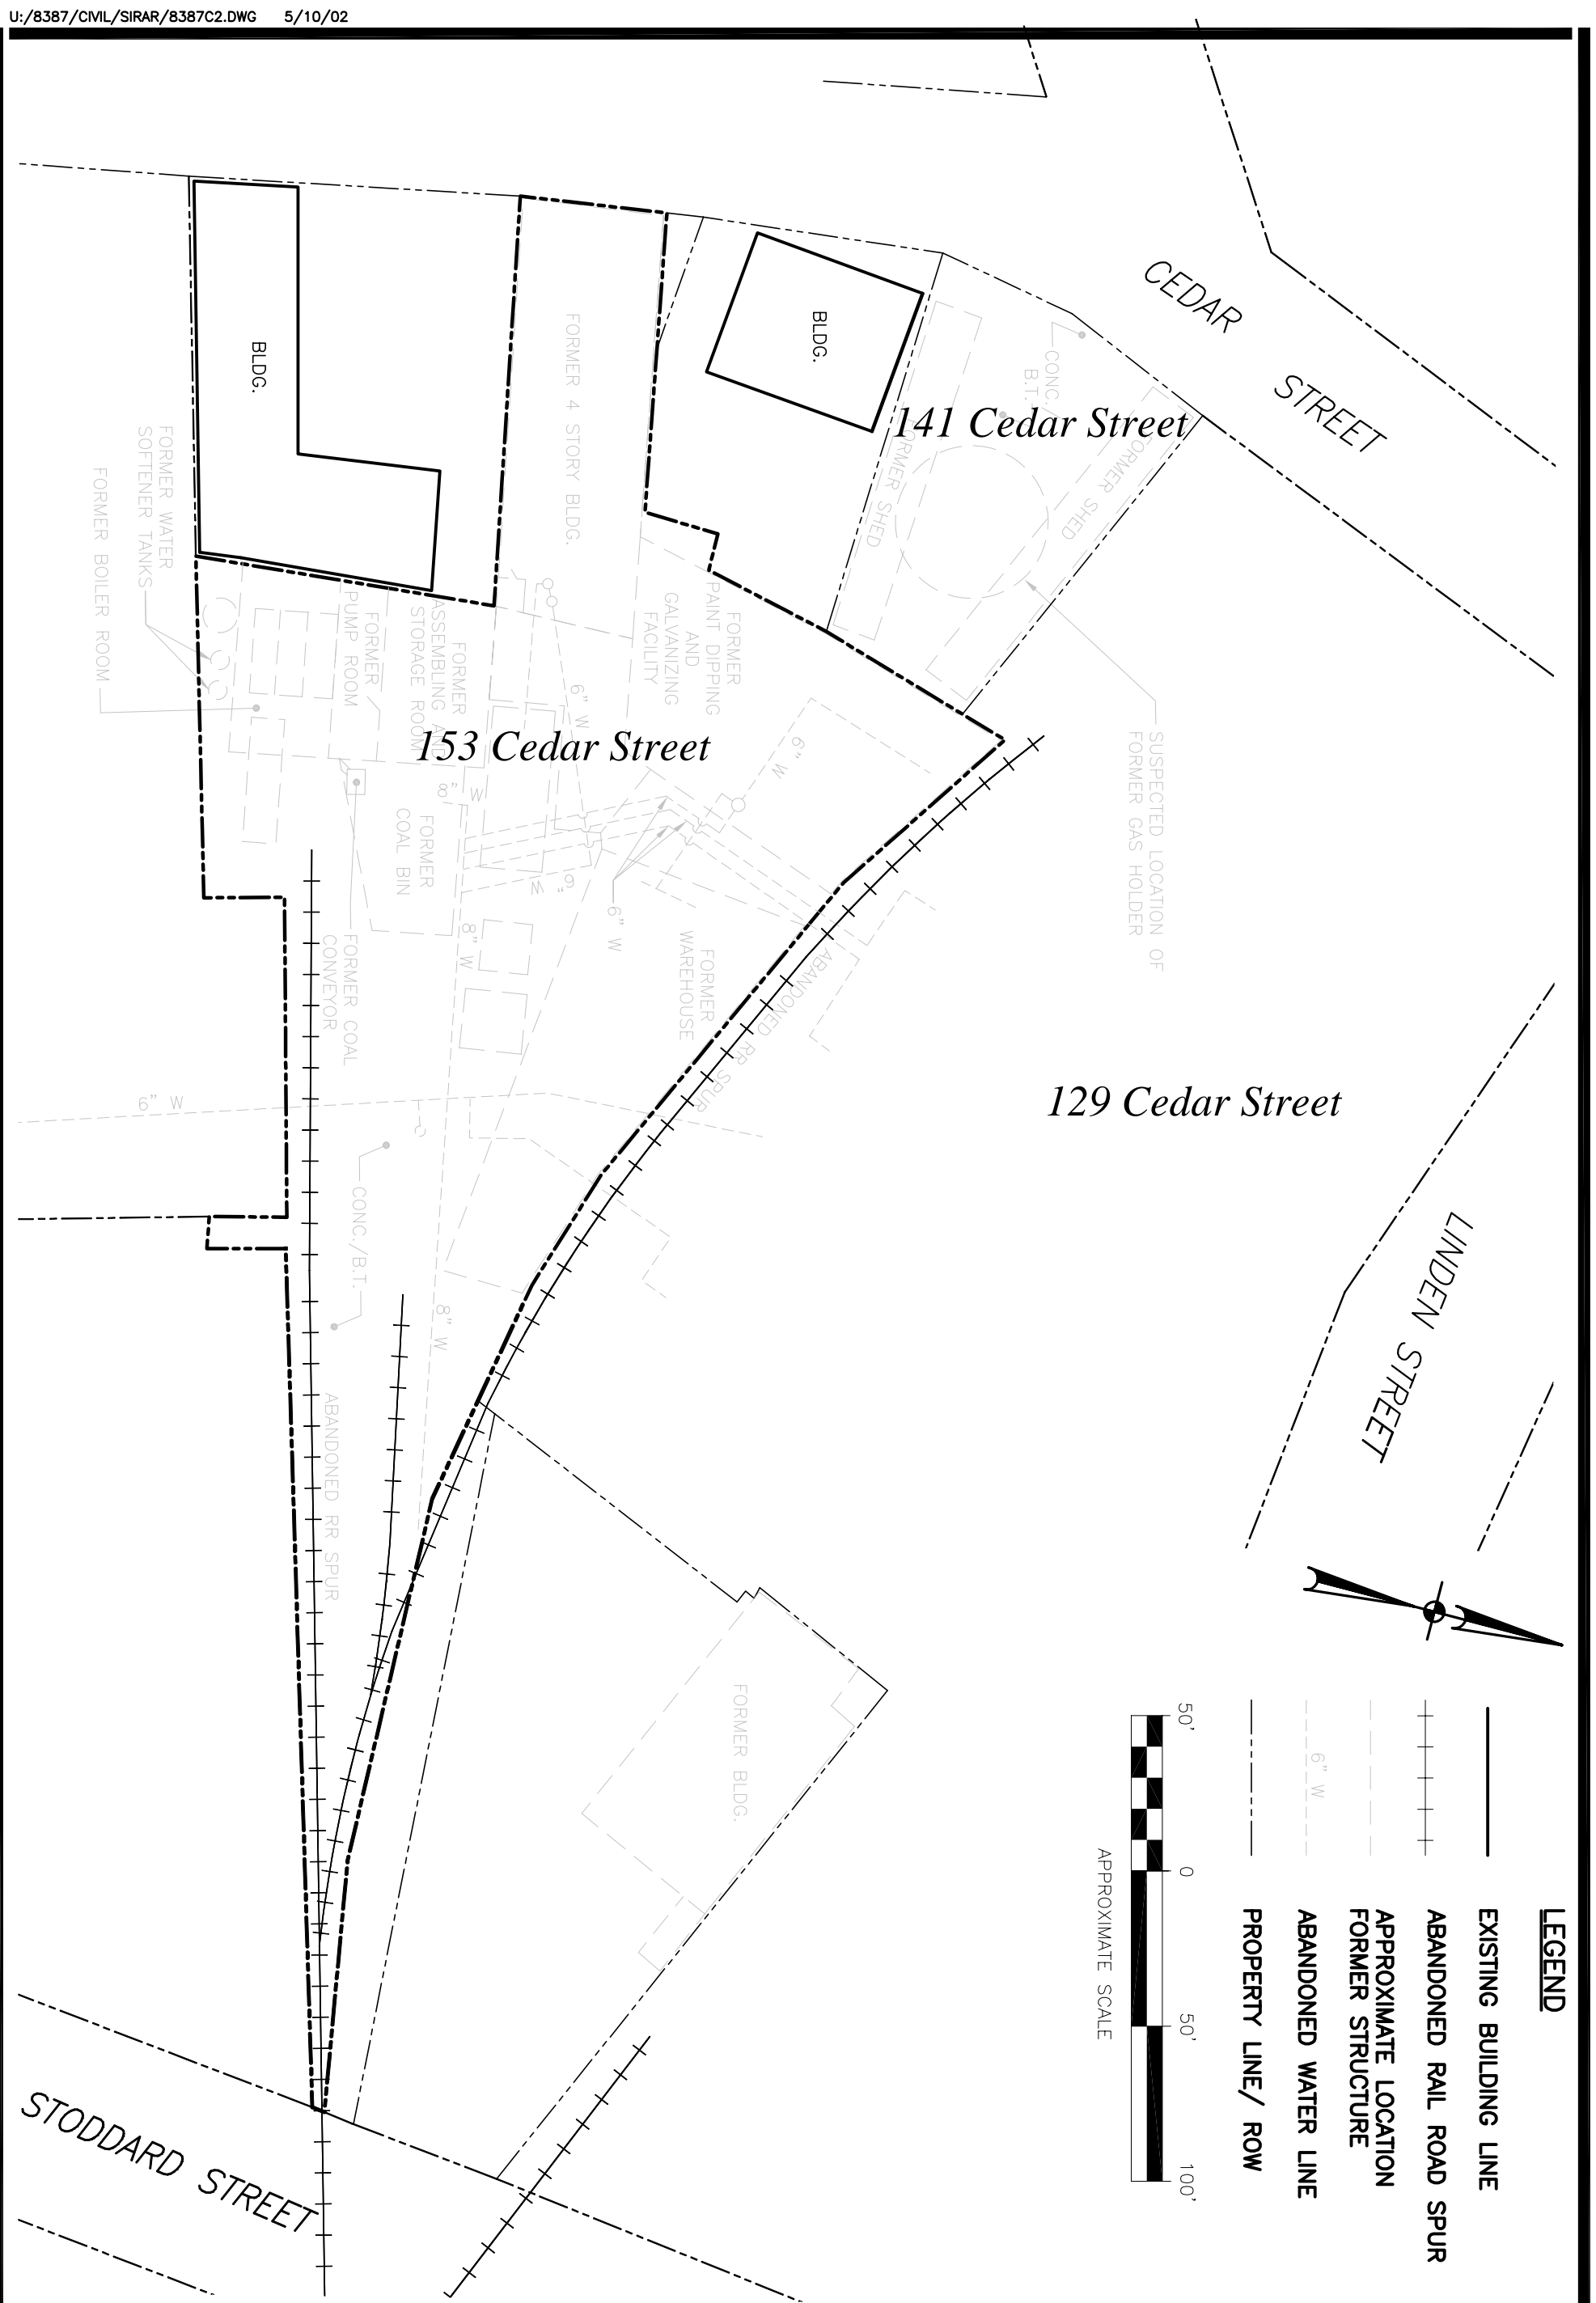 U:/8387/CIVIL/SIRAR/8387C2.DWG 5/10/02
CEDAR
STREET
BLDG.
BLDG.
CONC./
B.T.
141 Cedar Street
FORMER SHED
FORMER SHED
FORMER 4 STORY BLDG.
FORMER WATER
SOFTENER TANKS
FORMER BOILER ROOM
FORMER
PUMP ROOM
FORMER
ASSEMBLING AND
STORAGE ROOM
FORMER
PAINT DIPPING
AND
GALVANIZING
FACILITY
153 Cedar Street
6" W
6" W
8" W
6" W
6" W
8" W
FORMER
COAL BIN
FORMER COAL
CONVEYOR
FORMER
WAREHOUSE
ABANDONED RR SPUR
SUSPECTED LOCATION OF
FORMER GAS HOLDER
129 Cedar Street
6" W
CONC./B.T.
8" W
ABANDONED RR SPUR
LINDEN STREET
FORMER BLDG.
STODDARD STREET
LEGEND
EXISTING BUILDING LINE
ABANDONED RAIL ROAD SPUR
APPROXIMATE LOCATION
FORMER STRUCTURE
6" W
ABANDONED WATER LINE
PROPERTY LINE/ ROW
50' 0 50' 100'
APPROXIMATE SCALE